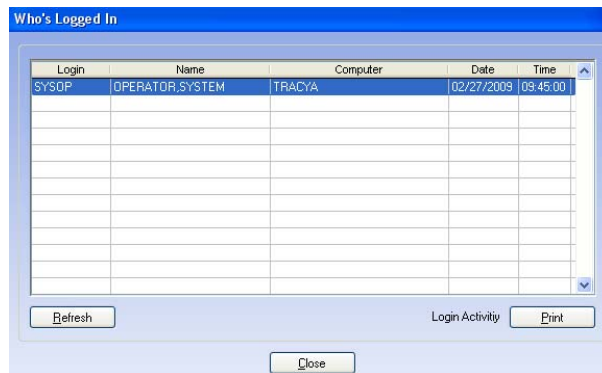 Who's Logged In
Login Name Computer Date Time
SYSOP OPERATOR,SYSTEM TRACYA 02/27/2009 09:45:00
Refresh Login Activitiy Print
Close